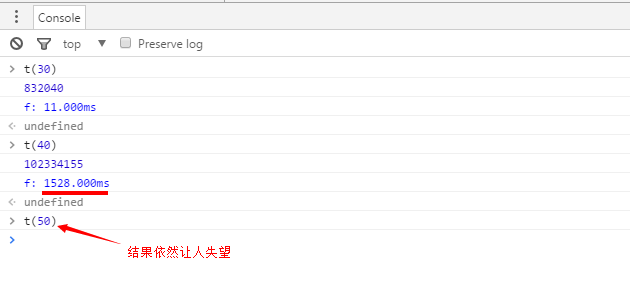 Console
top ▼ Preserve log
> t(30)
832040
f: 11.000ms
undefined
> t(40)
102334155
f: 1528.000ms
undefined
> t(50)
结果依然让人失望
>